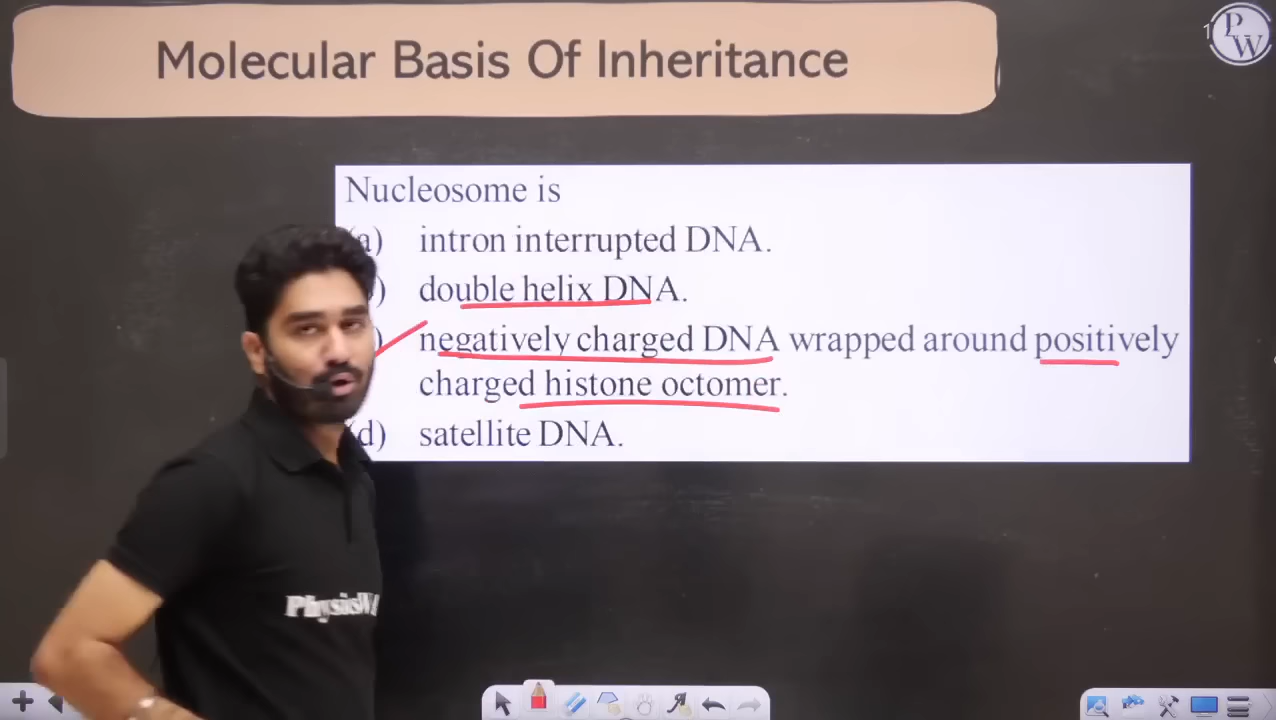 Molecular Basis Of Inheritance
1
PW
Nucleosome is
(a) intron interrupted DNA.
) double helix DNA.
) negatively charged DNA wrapped around positively
charged histone octomer.
(d) satellite DNA.